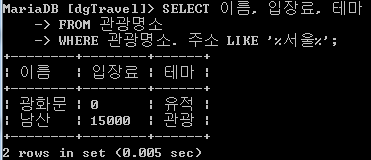 MariaDB [dgTravel]> SELECT 이름, 입장료, 테마
-> FROM 관광명소
-> WHERE 관광명소. 주소 LIKE '%서울%';
+--------+--------+------+
| 이름 | 입장료 | 테마 |
+--------+--------+------+
| 광화문 | 0 | 유적 |
| 남산 | 15000 | 관광 |
+--------+--------+------+
2 rows in set (0.005 sec)